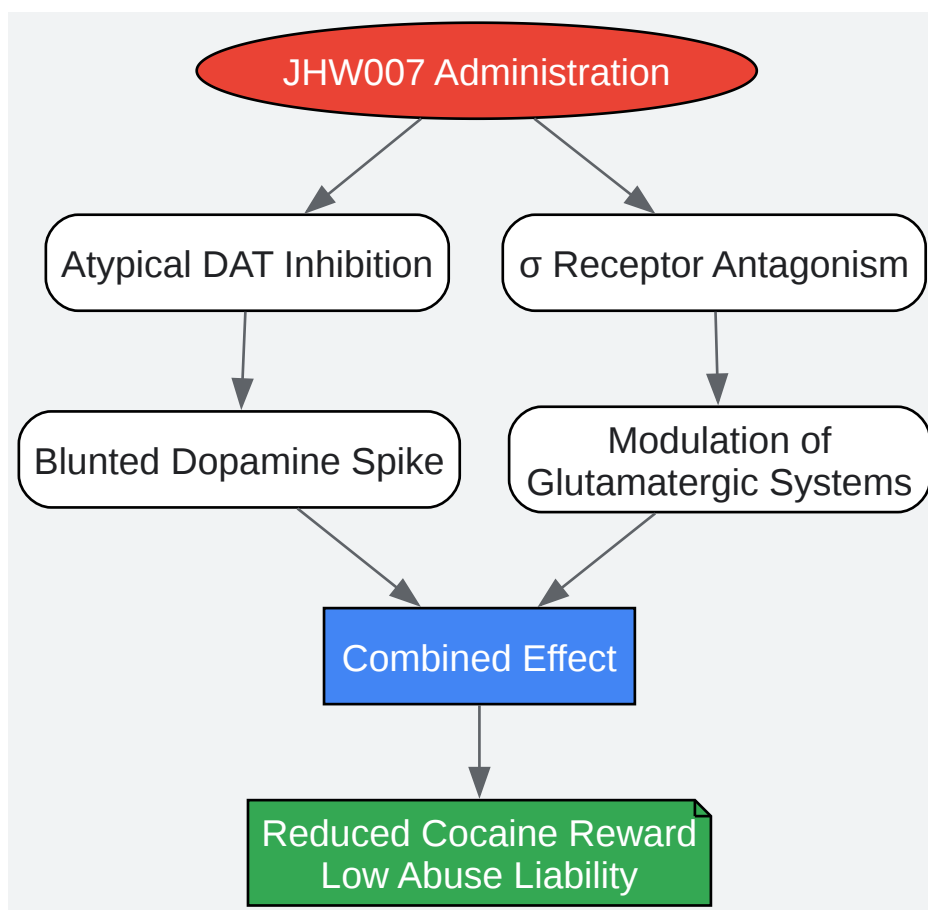 JHW007 Administration
Atypical DAT Inhibition
σ Receptor Antagonism
Blunted Dopamine Spike
Modulation of
Glutamatergic Systems
Combined Effect
Reduced Cocaine Reward
Low Abuse Liability